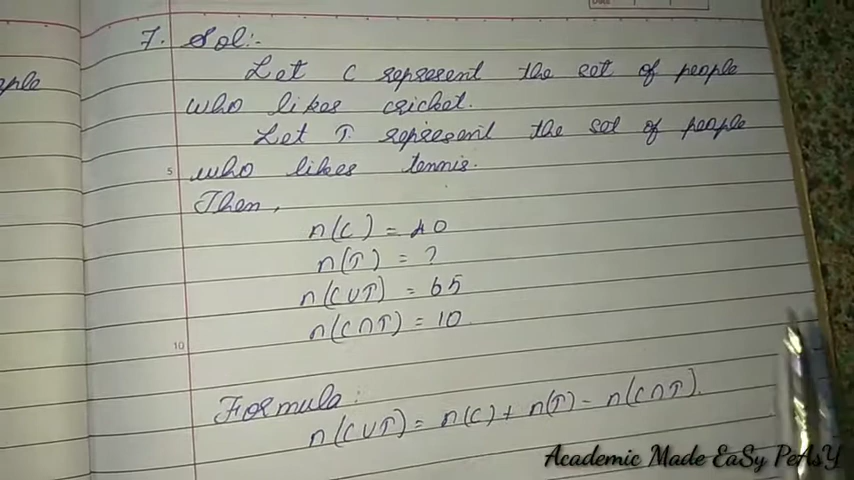 7. Sol:-
Let C represent the set of people
who likes cricket.
Let T represent the set of people
who likes tennis.
Then,
n(C) = 40
n(T) = ?
n(C∪T) = 65
n(C∩T) = 10
Formula:
n(C∪T) = n(C) + n(T) - n(C∩T).
5
10
Academic Made EaSy PeAsY